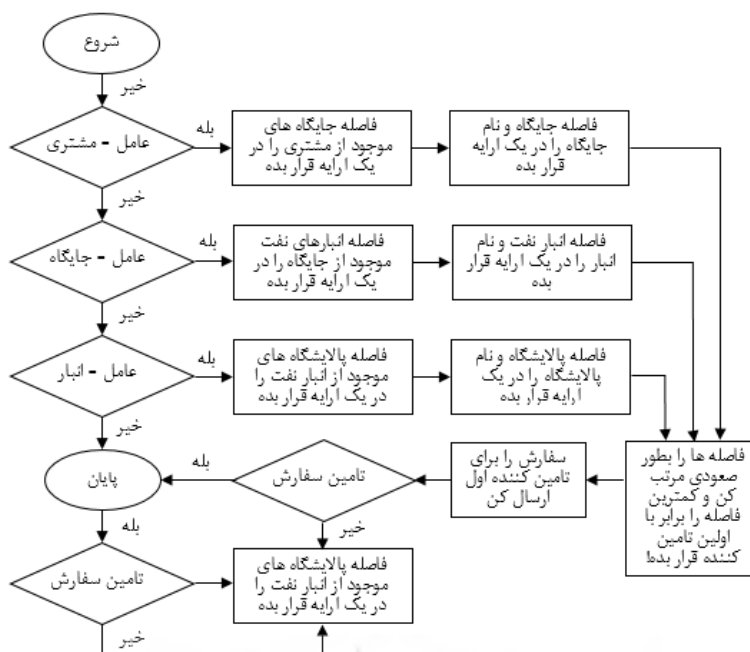 شروع
خیر
عامل - مشتری
بله
فاصله جایگاه های
موجود از مشتری را در
یک ارایه قرار بده
فاصله جایگاه و نام
جایگاه را در یک ارایه
قرار بده
خیر
عامل - جایگاه
بله
فاصله انبارهای نفت
موجود از جایگاه را در
یک ارایه قرار بده
فاصله انبار نفت و نام
انبار را در یک ارایه قرار
بده
خیر
عامل - انبار
بله
فاصله پالایشگاه های
موجود از انبار نفت را
در یک ارایه قرار بده
فاصله پالایشگاه و نام
پالایشگاه را در یک
ارایه قرار بده
خیر
پایان
بله
تامین سفارش
خیر
سفارش را برای
تامین کننده اول
ارسال کن
فاصله ها را بطور
صعودی مرتب
کن و کمترین
فاصله را برابر با
اولین تامین
کننده قرار بده!
بله
تامین سفارش
خیر
فاصله پالایشگاه های
موجود از انبار نفت را
در یک ارایه قرار بده